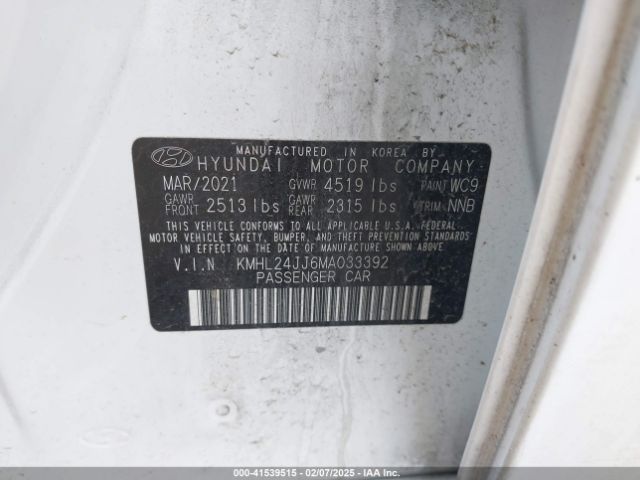 MANUFACTURED IN KOREA BY
HYUNDAI MOTOR COMPANY
MAR/2021 GVWR 4519 lbs PAINT WC9
GAWR FRONT 2513 lbs GAWR REAR 2315 lbs TRIM NNB
THIS VEHICLE CONFORMS TO ALL APPLICABLE U.S.A. FEDERAL
MOTOR VEHICLE SAFETY, BUMPER, AND THEFT PREVENTION STANDARDS
IN EFFECT ON THE DATE OF MANUFACTURE SHOWN ABOVE.
V.I.N KMHL24JJ6MA033392
PASSENGER CAR
000-41539515 - 02/07/2025 - IAA Inc.